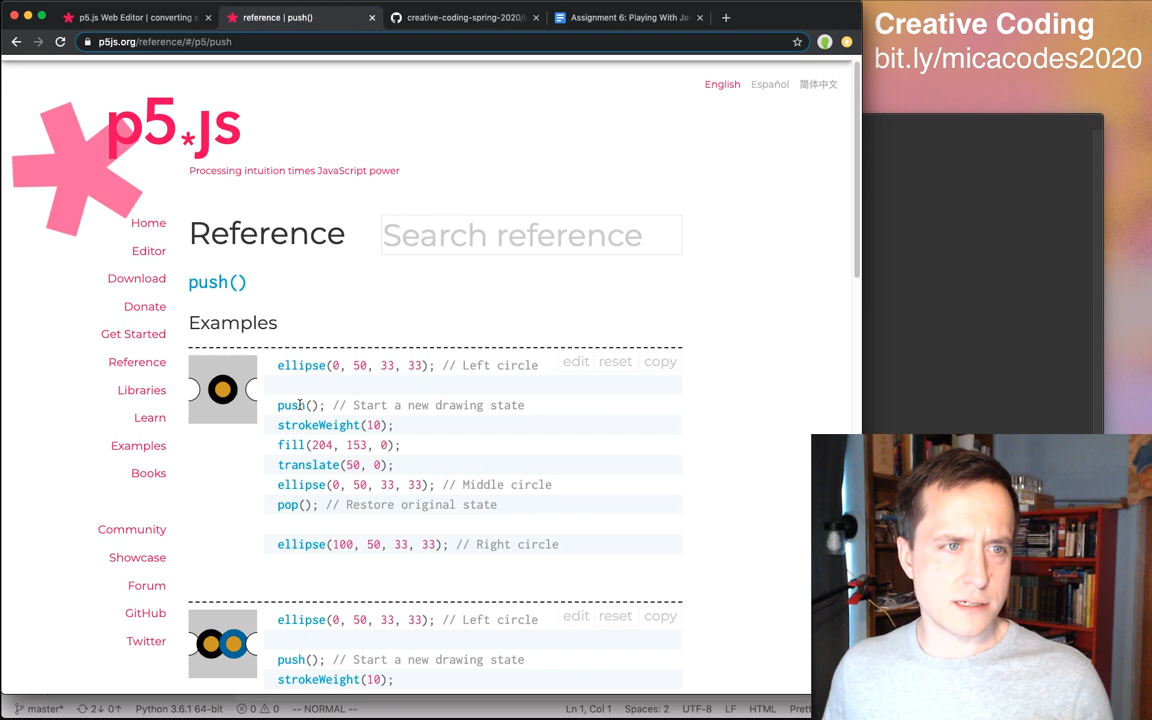 p5.js Web Editor | converting s
reference | push()
creative-coding-spring-2020/
Assignment 6: Playing With Jav
p5js.org/reference/#/p5/push
Creative Coding
bit.ly/micacodes2020
English Español 简体中文
p5*js
Processing intuition times JavaScript power
Home
Editor
Download
Donate
Get Started
Reference
Libraries
Learn
Examples
Books
Community
Showcase
Forum
GitHub
Twitter
Reference
Search reference
push()
Examples
edit reset copy
ellipse(0, 50, 33, 33); // Left circle
push(); // Start a new drawing state
strokeWeight(10);
fill(204, 153, 0);
translate(50, 0);
ellipse(0, 50, 33, 33); // Middle circle
pop(); // Restore original state
ellipse(100, 50, 33, 33); // Right circle
edit reset copy
ellipse(0, 50, 33, 33); // Left circle
push(); // Start a new drawing state
strokeWeight(10);
master* 2↓ 0↑ Python 3.6.1 64-bit 0 0 -- NORMAL -- Ln 1, Col 1 Spaces: 2 UTF-8 LF HTML Prett